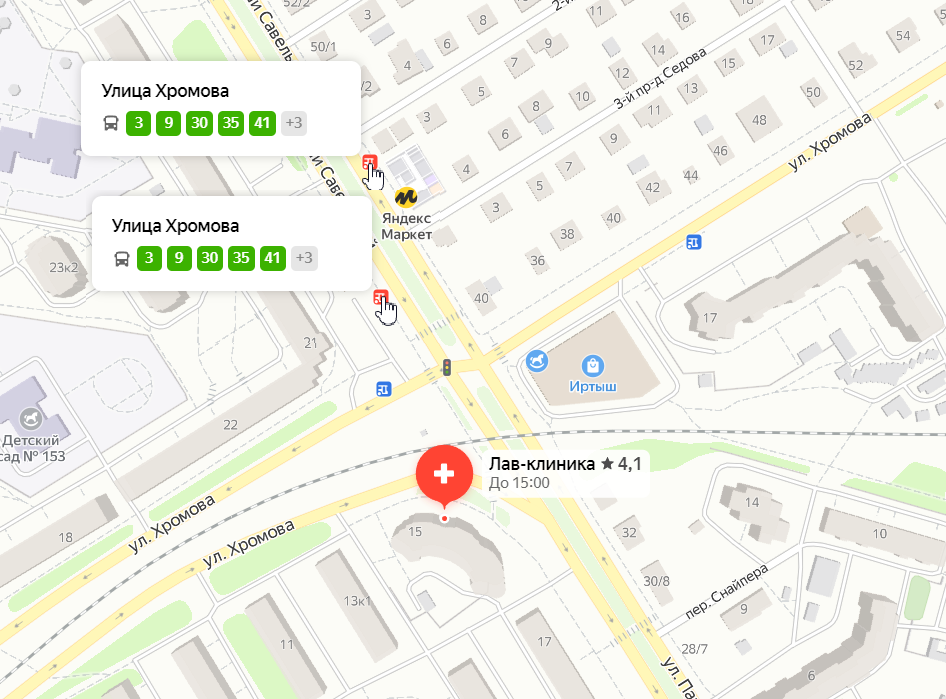 52/2
3
50/1
4
6
8
7
9
11
2-й
16
14
17
12
15
3-й пр-д Седова
13
54
52
50
5
8
10
11
3
6
9
48
46
ул. Хромова
4
7
44
42
5
3
40
38
36
40
Улица Хромова
3 9 30 35 41 +3
Яндекс
Маркет
Улица Хромова
3 9 30 35 41 +3
23к2
17
21
22
Иртыш
Детский
сад № 153
Лав-клиника ★ 4,1
До 15:00
18
ул. Хромова
ул. Хромова
15
32
14
10
30/8
пер. Снайпера
9
13к1
11
17
28/7
6